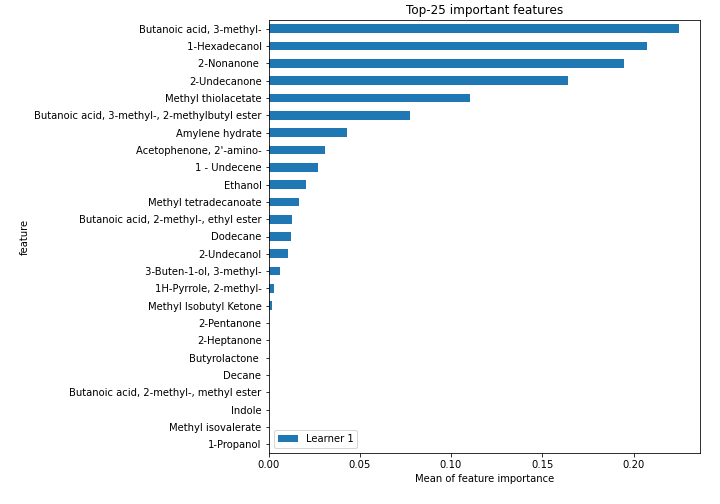 Top-25 important features
Butanoic acid, 3-methyl-
1-Hexadecanol
2-Nonanone
2-Undecanone
Methyl thiolacetate
Butanoic acid, 3-methyl-, 2-methylbutyl ester
Amylene hydrate
Acetophenone, 2'-amino-
1 - Undecene
Ethanol
Methyl tetradecanoate
Butanoic acid, 2-methyl-, ethyl ester
Dodecane
2-Undecanol
3-Buten-1-ol, 3-methyl-
1H-Pyrrole, 2-methyl-
Methyl Isobutyl Ketone
2-Pentanone
2-Heptanone
Butyrolactone
Decane
Butanoic acid, 2-methyl-, methyl ester
Indole
Methyl isovalerate
1-Propanol
feature
Learner 1
0.00 0.05 0.10 0.15 0.20
Mean of feature importance